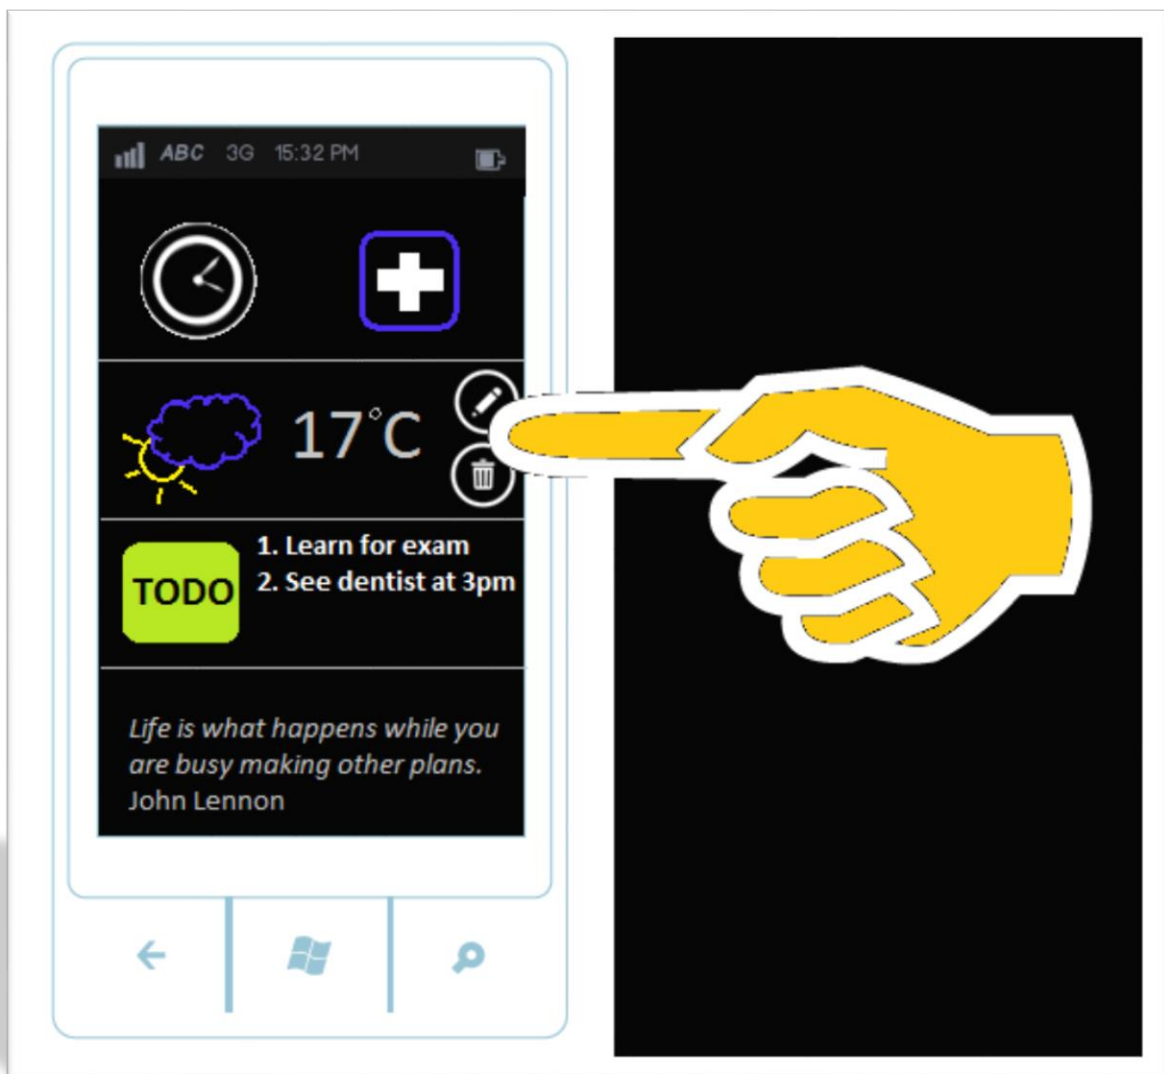 ABC 3G 15:32 PM
17°C
TODO
1. Learn for exam
2. See dentist at 3pm
Life is what happens while you
are busy making other plans.
John Lennon